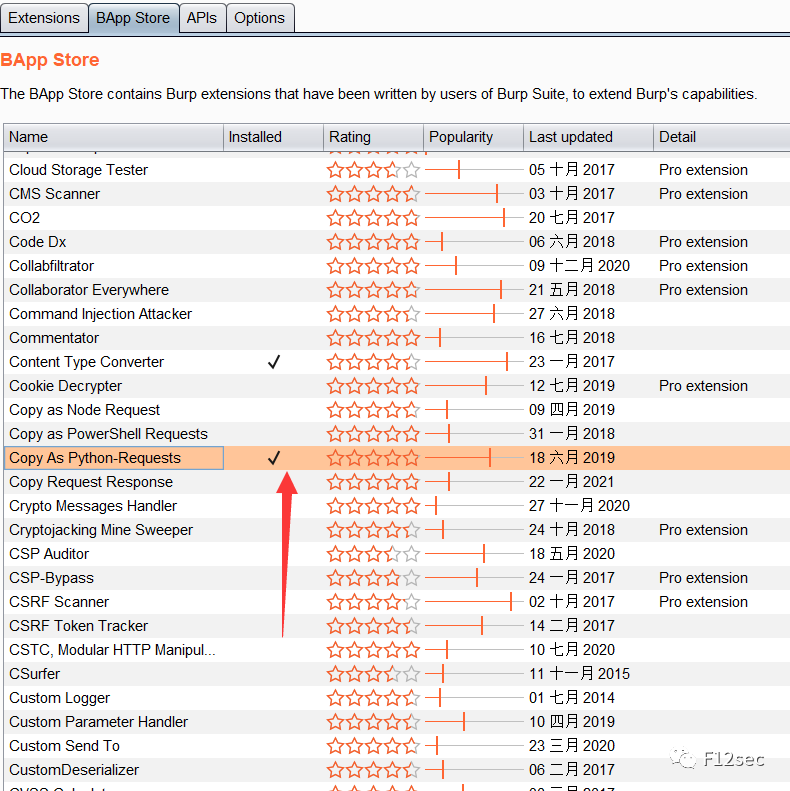 Extensions BApp Store APIs Options
BApp Store
The BApp Store contains Burp extensions that have been written by users of Burp Suite, to extend Burp's capabilities.
Name Installed Rating Popularity Last updated Detail
Cloud Storage Tester 05 十月 2017 Pro extension
CMS Scanner 03 十月 2017 Pro extension
CO2 20 七月 2017
Code Dx 06 六月 2018 Pro extension
Collabfiltrator 09 十二月 2020 Pro extension
Collaborator Everywhere 21 五月 2018 Pro extension
Command Injection Attacker 27 六月 2018
Commentator 16 七月 2018
Content Type Converter ✓ 23 一月 2017
Cookie Decrypter 12 七月 2019 Pro extension
Copy as Node Request 09 四月 2019
Copy as PowerShell Requests 31 一月 2018
Copy As Python-Requests ✓ 18 六月 2019
Copy Request Response 22 一月 2021
Crypto Messages Handler 27 十一月 2020
Cryptojacking Mine Sweeper 24 十月 2018 Pro extension
CSP Auditor 18 五月 2020
CSP-Bypass 24 一月 2017 Pro extension
CSRF Scanner 02 十月 2017 Pro extension
CSRF Token Tracker 14 二月 2017
CSTC, Modular HTTP Manipul... 10 七月 2020
CSurfer 11 十一月 2015
Custom Logger 01 七月 2014
Custom Parameter Handler 10 四月 2019
Custom Send To 23 三月 2020
CustomDeserializer 06 二月 2017
F12sec